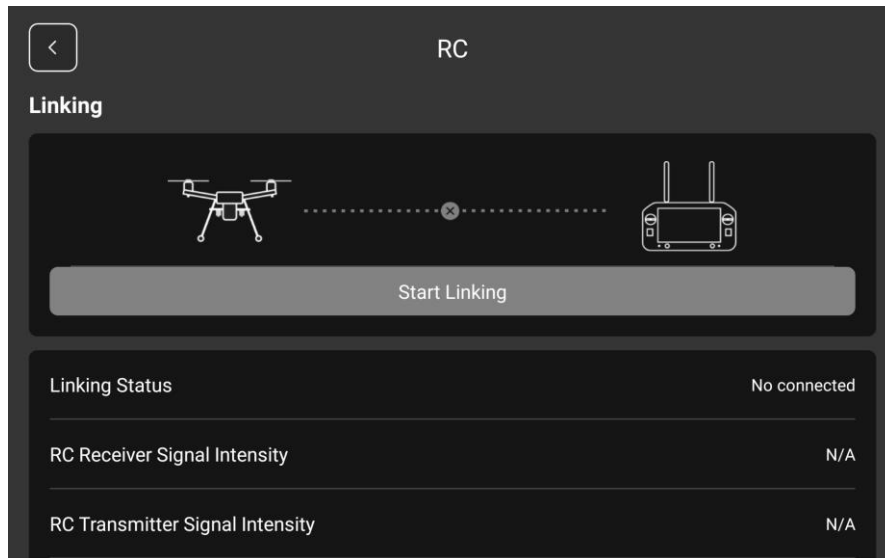 RC
Linking
Start Linking
Linking Status No connected
RC Receiver Signal Intensity N/A
RC Transmitter Signal Intensity N/A